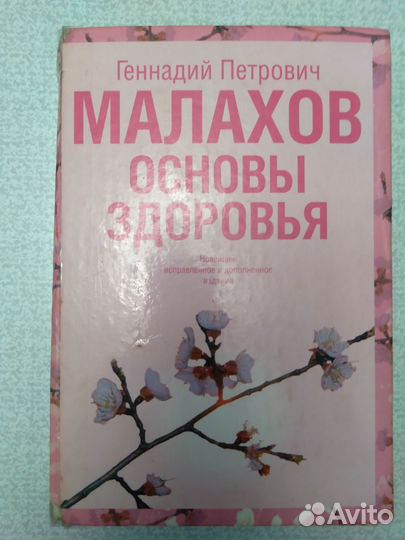 Геннадий Петрович
МАЛАХОВ
ОСНОВЫ
ЗДОРОВЬЯ
Новейшее
исправленное и дополненное
издание
Avito